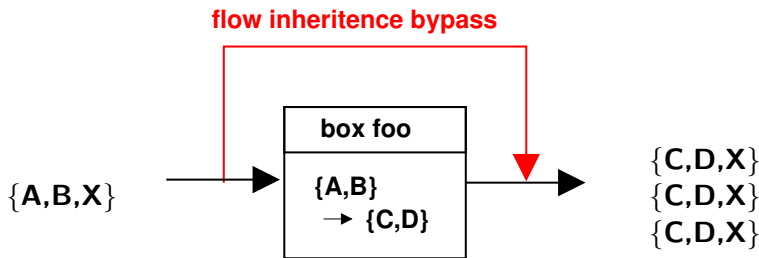 flow inheritence bypass
box foo
{A,B,X}
{A,B}
→ {C,D}
{C,D,X}
{C,D,X}
{C,D,X}